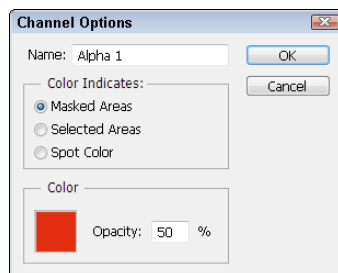 Channel Options
Name: Alpha 1
OK
Color Indicates:
Cancel
Masked Areas
Selected Areas
Spot Color
Color
Opacity: 50 %